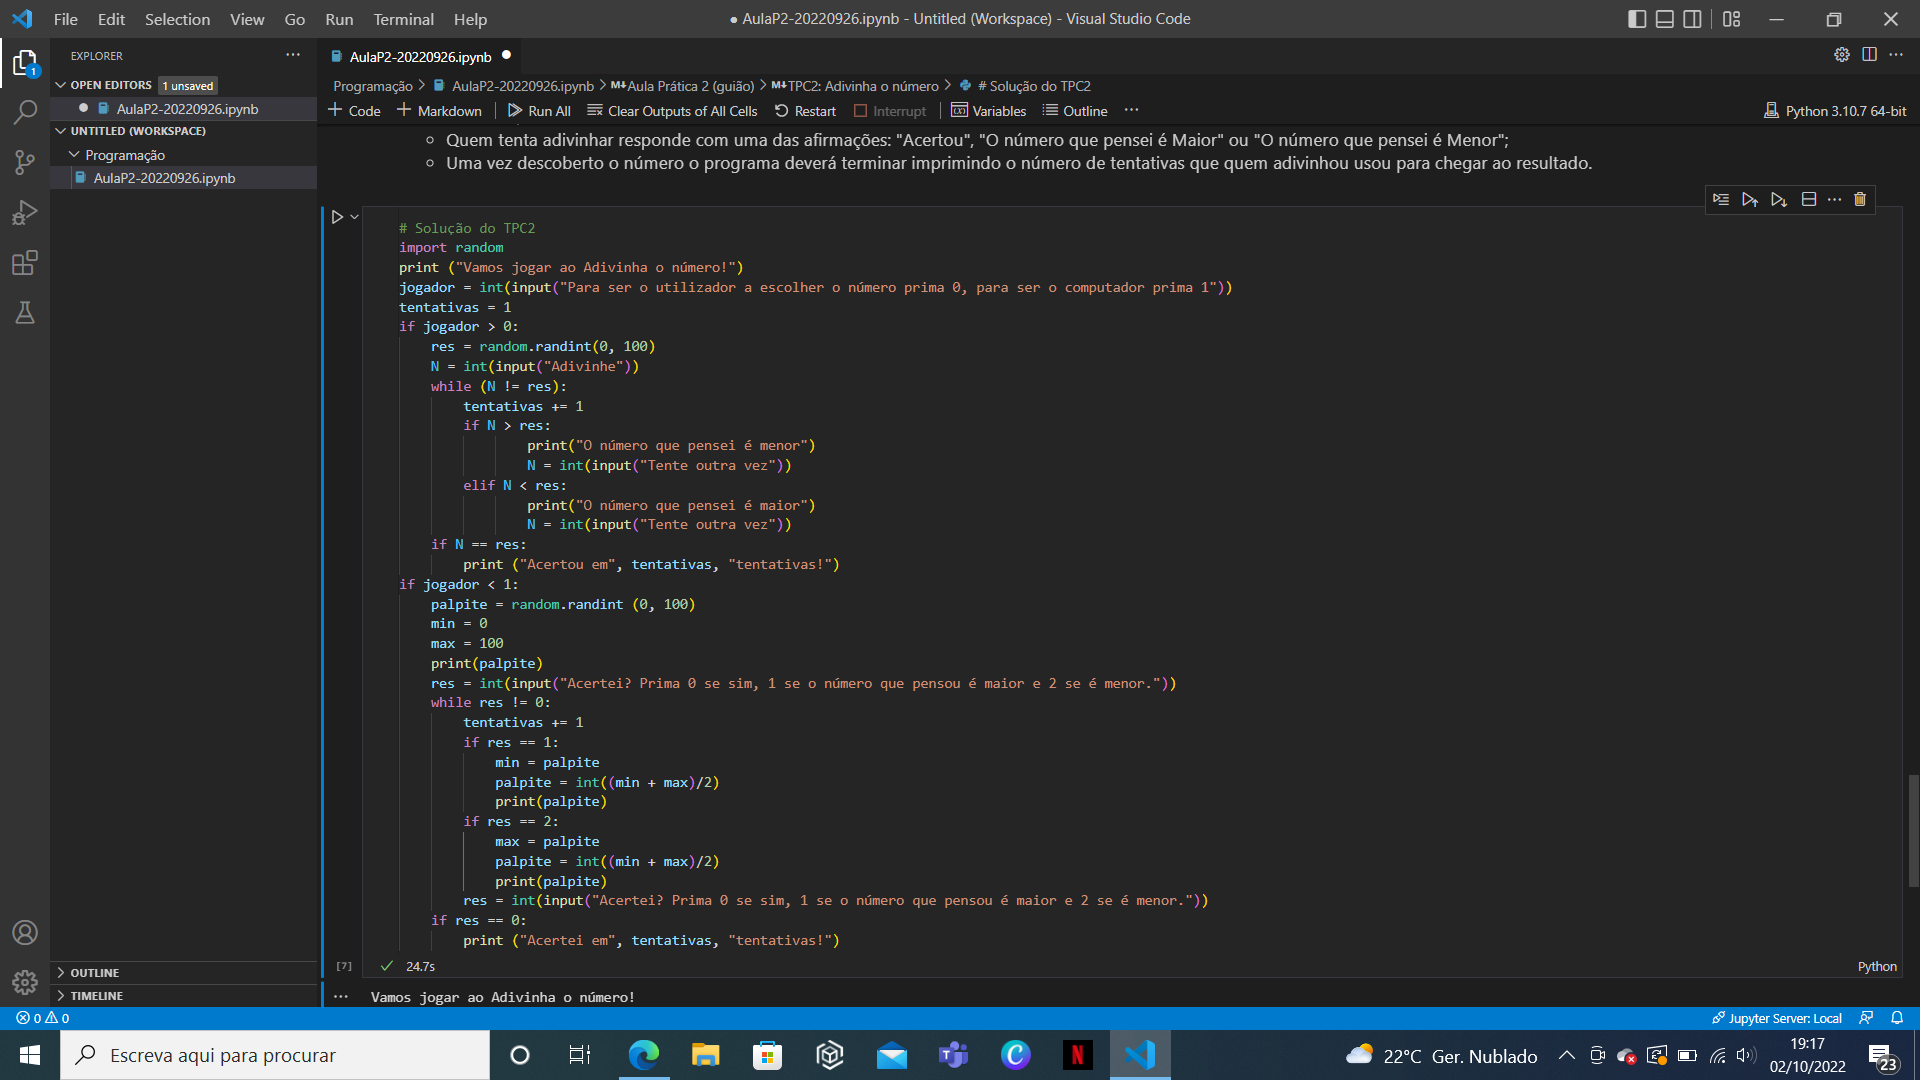 File Edit Selection View Go Run Terminal Help
● AulaP2-20220926.ipynb - Untitled (Workspace) - Visual Studio Code
EXPLORER
AulaP2-20220926.ipynb
OPEN EDITORS 1 unsaved
Programação > AulaP2-20220926.ipynb > M↓Aula Prática 2 (guião) > M↓TPC2: Adivinha o número > # Solução do TPC2
AulaP2-20220926.ipynb
+ Code + Markdown Run All Clear Outputs of All Cells Restart Interrupt Variables Outline ··· Python 3.10.7 64-bit
UNTITLED (WORKSPACE)
Programação
AulaP2-20220926.ipynb
1
Quem tenta adivinhar responde com uma das afirmações: "Acertou", "O número que pensei é Maior" ou "O número que pensei é Menor";
Uma vez descoberto o número o programa deverá terminar imprimindo o número de tentativas que quem adivinhou usou para chegar ao resultado.
# Solução do TPC2
import random
print ("Vamos jogar ao Adivinha o número!")
jogador = int(input("Para ser o utilizador a escolher o número prima 0, para ser o computador prima 1"))
tentativas = 1
if jogador > 0:
    res = random.randint(0, 100)
    N = int(input("Adivinhe"))
    while (N != res):
        tentativas += 1
        if N > res:
                print("O número que pensei é menor")
                N = int(input("Tente outra vez"))
        elif N < res:
                print("O número que pensei é maior")
                N = int(input("Tente outra vez"))
    if N == res:
        print ("Acertou em", tentativas, "tentativas!")
if jogador < 1:
    palpite = random.randint (0, 100)
    min = 0
    max = 100
    print(palpite)
    res = int(input("Acertei? Prima 0 se sim, 1 se o número que pensou é maior e 2 se é menor."))
    while res != 0:
        tentativas += 1
        if res == 1:
            min = palpite
            palpite = int((min + max)/2)
            print(palpite)
        if res == 2:
            max = palpite
            palpite = int((min + max)/2)
            print(palpite)
        res = int(input("Acertei? Prima 0 se sim, 1 se o número que pensou é maior e 2 se é menor."))
    if res == 0:
        print ("Acertei em", tentativas, "tentativas!")
[7] ✓ 24.7s Python
OUTLINE
TIMELINE
··· Vamos jogar ao Adivinha o número!
0 0 Jupyter Server: Local
Escreva aqui para procurar
22°C Ger. Nublado
19:17
02/10/2022
23